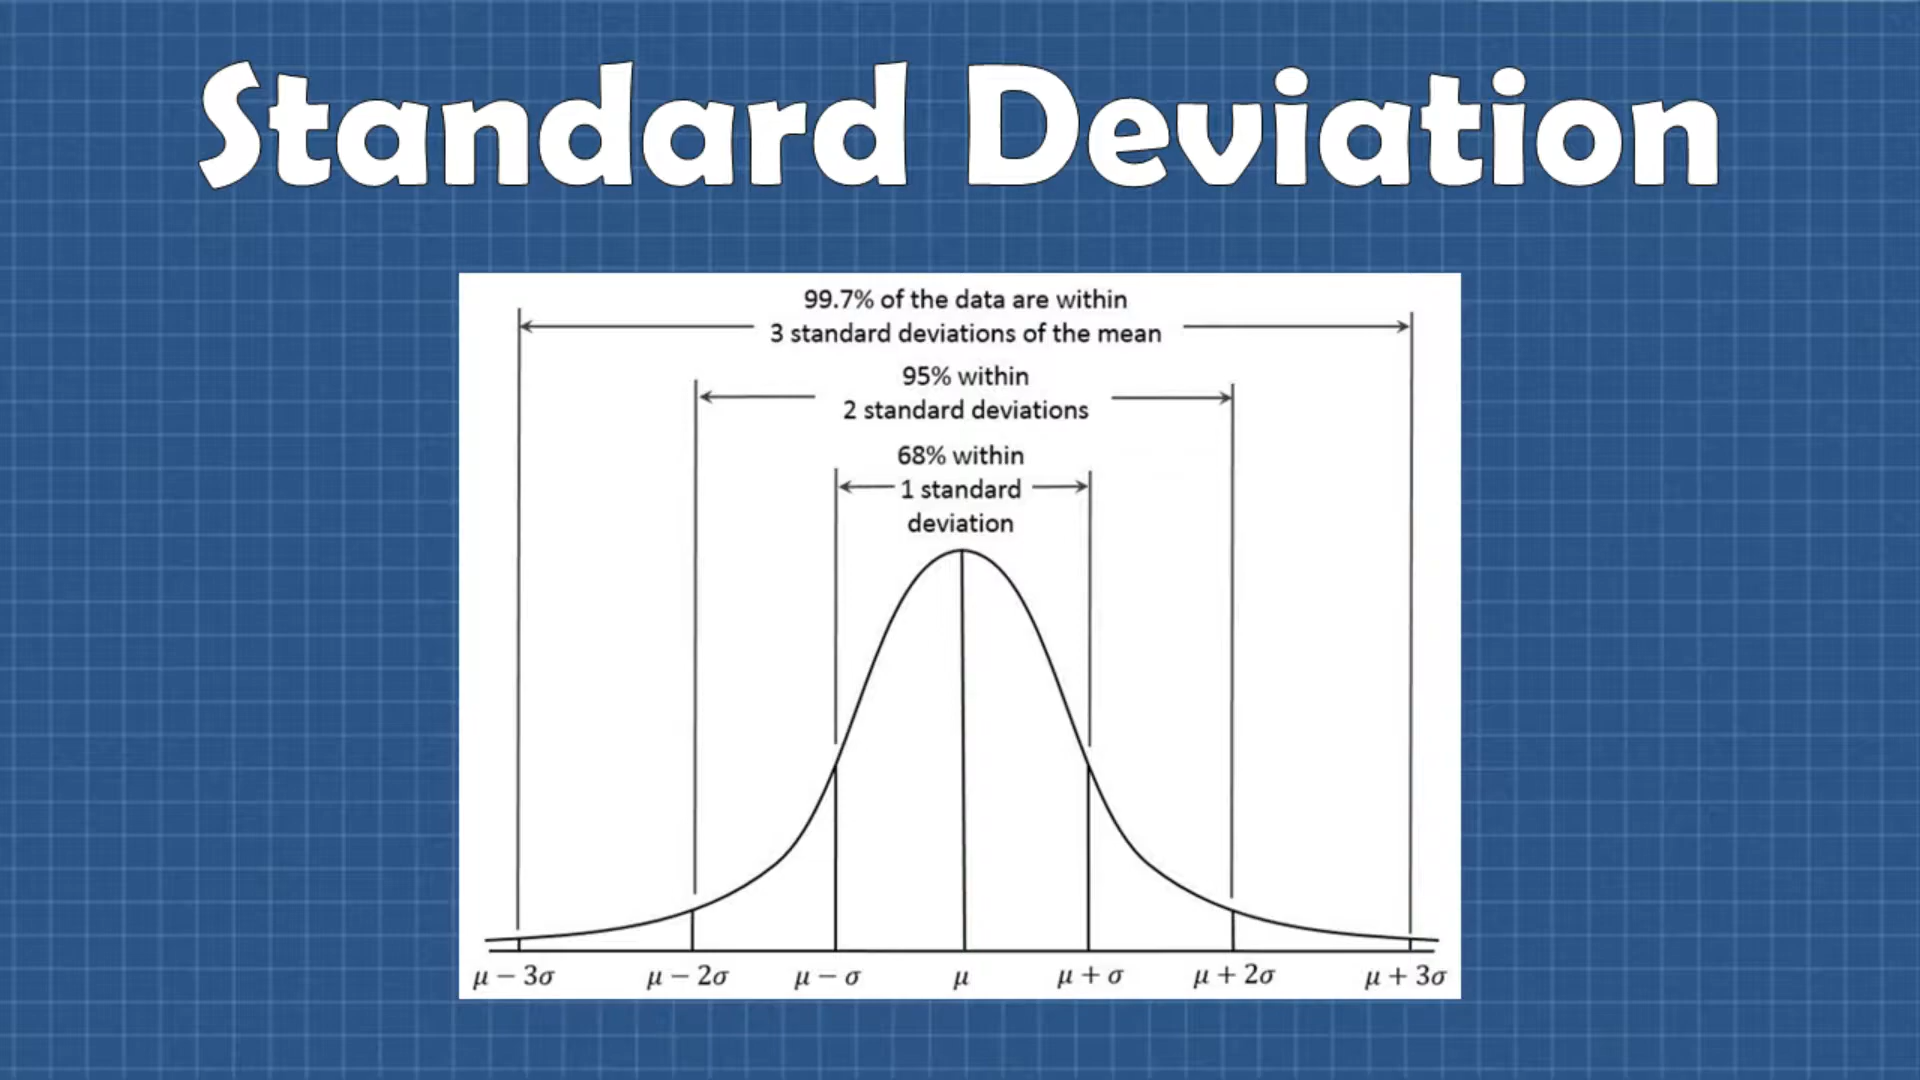 Standard Deviation
99.7% of the data are within
3 standard deviations of the mean
95% within
2 standard deviations
68% within
1 standard
deviation
μ − 3σ μ − 2σ μ − σ μ μ + σ μ + 2σ μ + 3σ